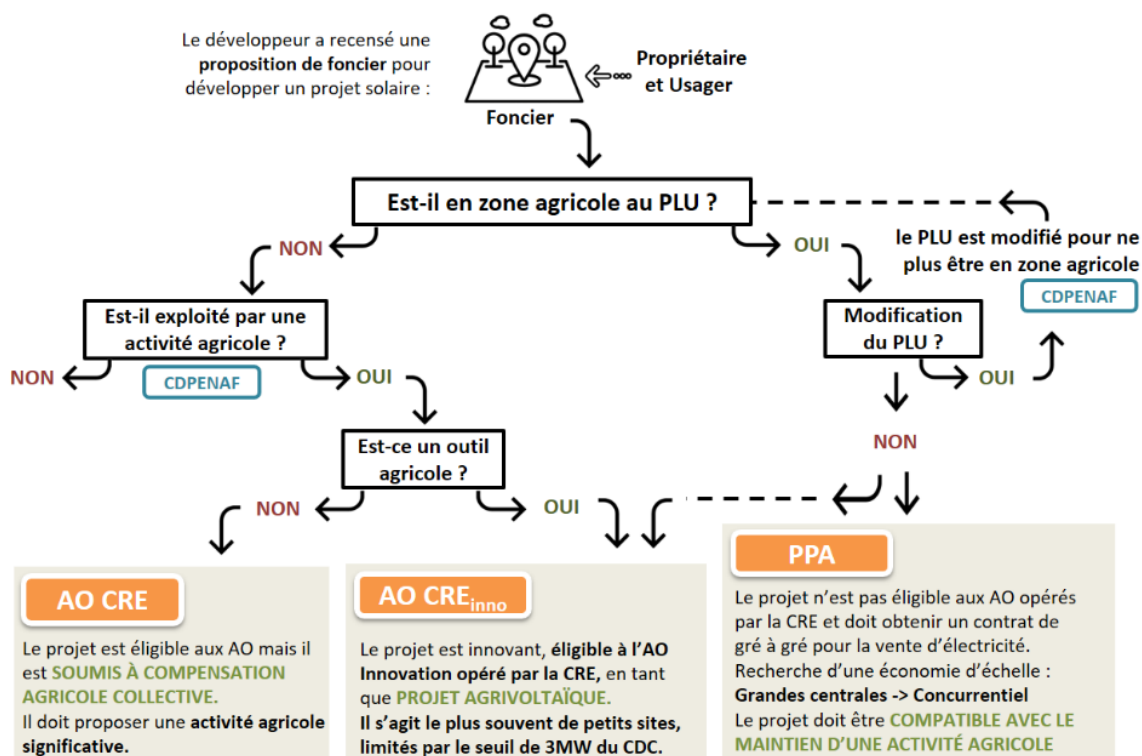 Le développeur a recensé une
proposition de foncier pour
développer un projet solaire :
Propriétaire
et Usager
Foncier
Est-il en zone agricole au PLU ?
NON
OUI
le PLU est modifié pour ne
plus être en zone agricole
CDPENAF
Est-il exploité par une
activité agricole ?
CDPENAF
Modification
du PLU ?
NON
OUI
OUI
Est-ce un outil
agricole ?
NON
NON
OUI
AO CRE
Le projet est éligible aux AO mais il
est SOUMIS À COMPENSATION
AGRICOLE COLLECTIVE.
Il doit proposer une activité agricole
significative.
AO CREinno
Le projet est innovant, éligible à l’AO
Innovation opéré par la CRE, en tant
que PROJET AGRIVOLTAÏQUE.
Il s’agit le plus souvent de petits sites,
limités par le seuil de 3MW du CDC.
PPA
Le projet n’est pas éligible aux AO opérés
par la CRE et doit obtenir un contrat de
gré à gré pour la vente d’électricité.
Recherche d’une économie d’échelle :
Grandes centrales -> Concurrentiel
Le projet doit être COMPATIBLE AVEC LE
MAINTIEN D’UNE ACTIVITÉ AGRICOLE